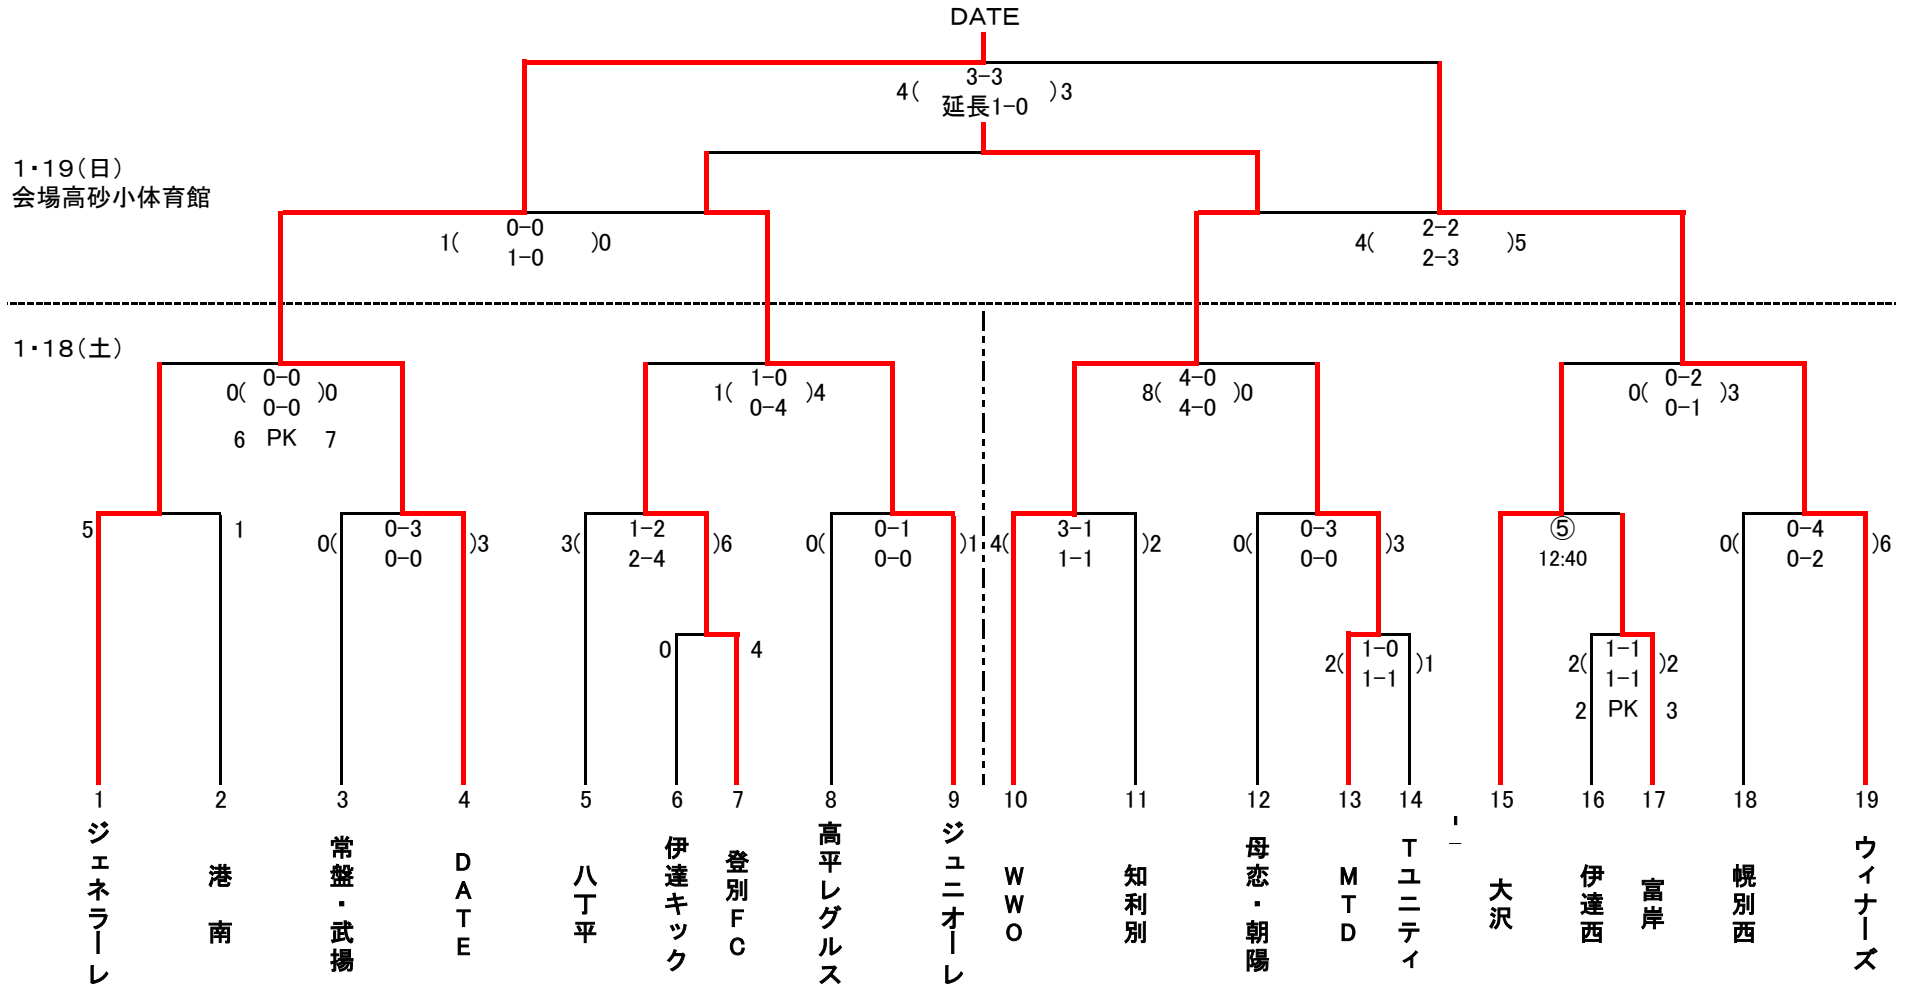 DATE
3-3
4( )3
延長1-0
1・19(日)
会場高砂小体育館
0-0
1( )0
1-0
2-2
4( )5
2-3
1・18(土)
0-0
0( )0
0-0
6 PK 7
1-0
1( )4
0-4
4-0
8( )0
4-0
0-2
0( )3
0-1
5 1
0-3
0( )3
0-0
1-2
3( )6
2-4
0-1
0( )1
0-0
3-1
4( )2
1-1
0-3
0( )3
0-0
⑤
12:40
0-4
0( )6
0-2
0 4
1-0
2( )1
1-1
1-1
2( )2
1-1
2 PK 3
1 2 3 4 5 6 7 8 9 10 11 12 13 14 15 16 17 18 19
ジェネラーレ
港南
常盤・武揚
DATE
八丁平
伊達キック
登別FC
高平レグルス
ジュニオーレ
WWO
知利別
母恋・朝陽
MTD
Tユニティ
大沢
伊達西
富岸
幌別西
ウィナーズ